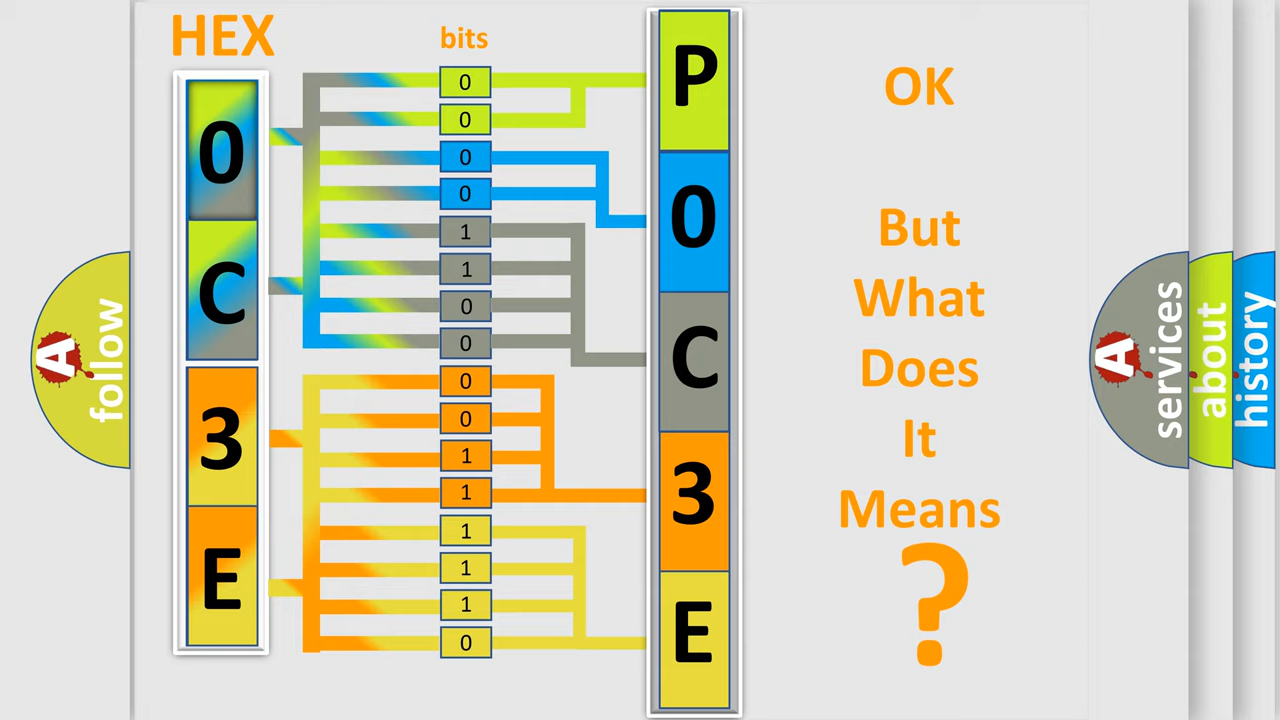 HEX
bits
0
C
3
E
0
0
0
0
1
1
0
0
0
0
1
1
1
1
1
0
P
0
C
3
E
OK
But
What
Does
It
Means
?
A
follow
A
services
about
history